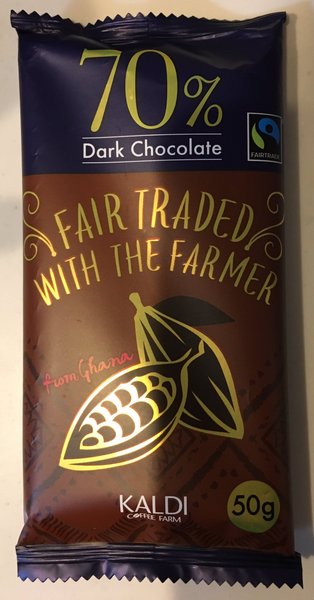 70%
Dark Chocolate
FAIRTRADE
FAIR TRADED
WITH THE FARMER
from Ghana
KALDI
COFFEE FARM
50g